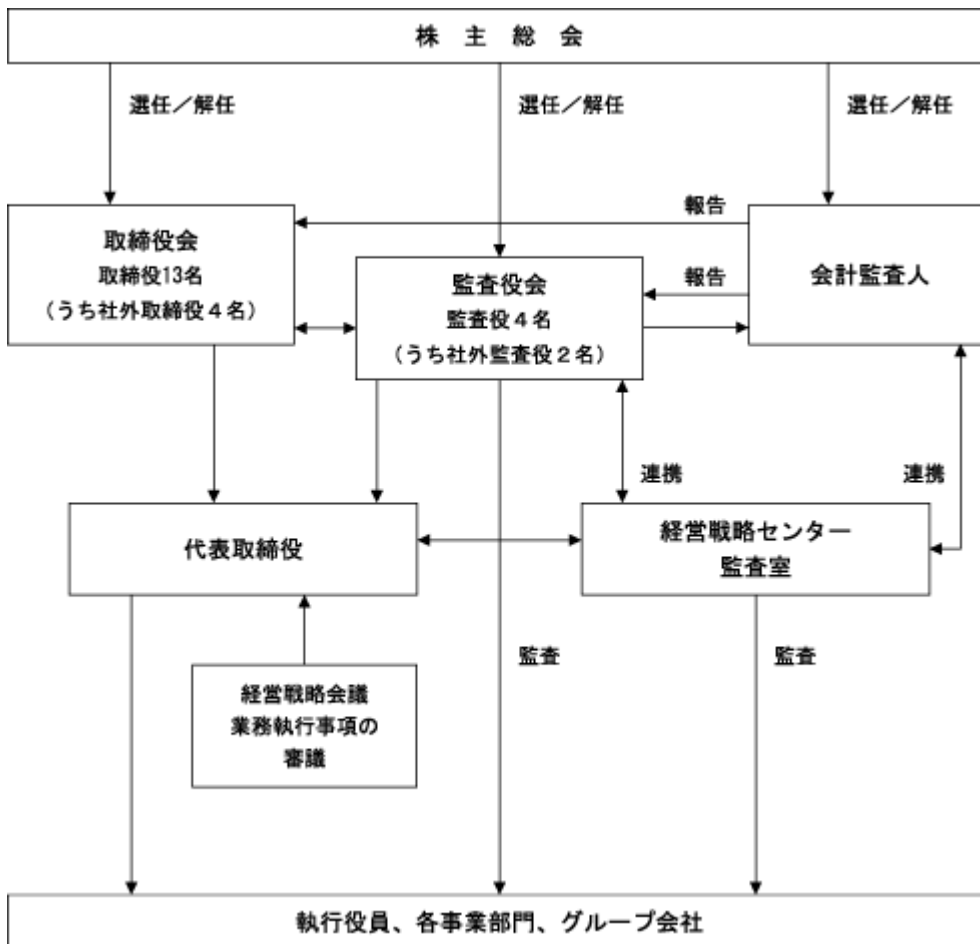 株 主 総 会
選任／解任
選任／解任
選任／解任
報告
取締役会
取締役13名
（うち社外取締役４名）
監査役会
監査役４名
（うち社外監査役２名）
報告
会計監査人
連携
連携
代表取締役
経営戦略センター
監査室
監査
監査
経営戦略会議
業務執行事項の
審議
執行役員、各事業部門、グループ会社